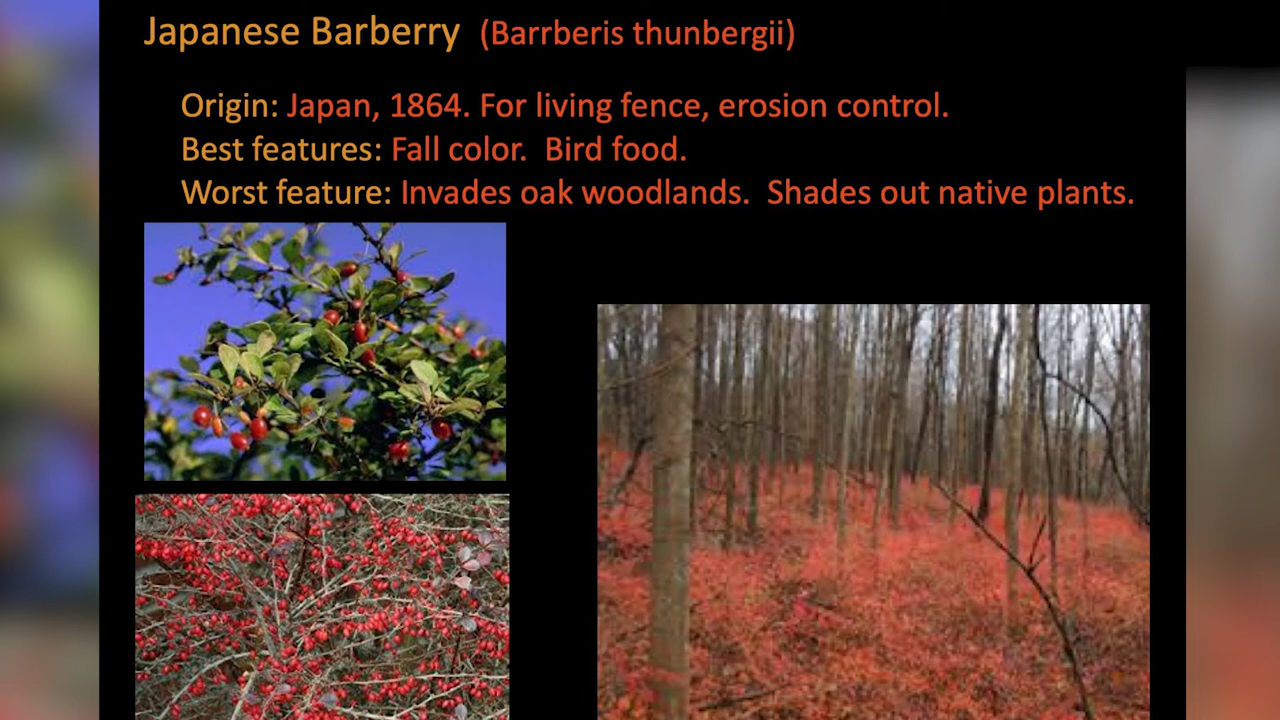 Japanese Barberry (Barrberis thunbergii)
Origin: Japan, 1864. For living fence, erosion control.
Best features: Fall color. Bird food.
Worst feature: Invades oak woodlands. Shades out native plants.